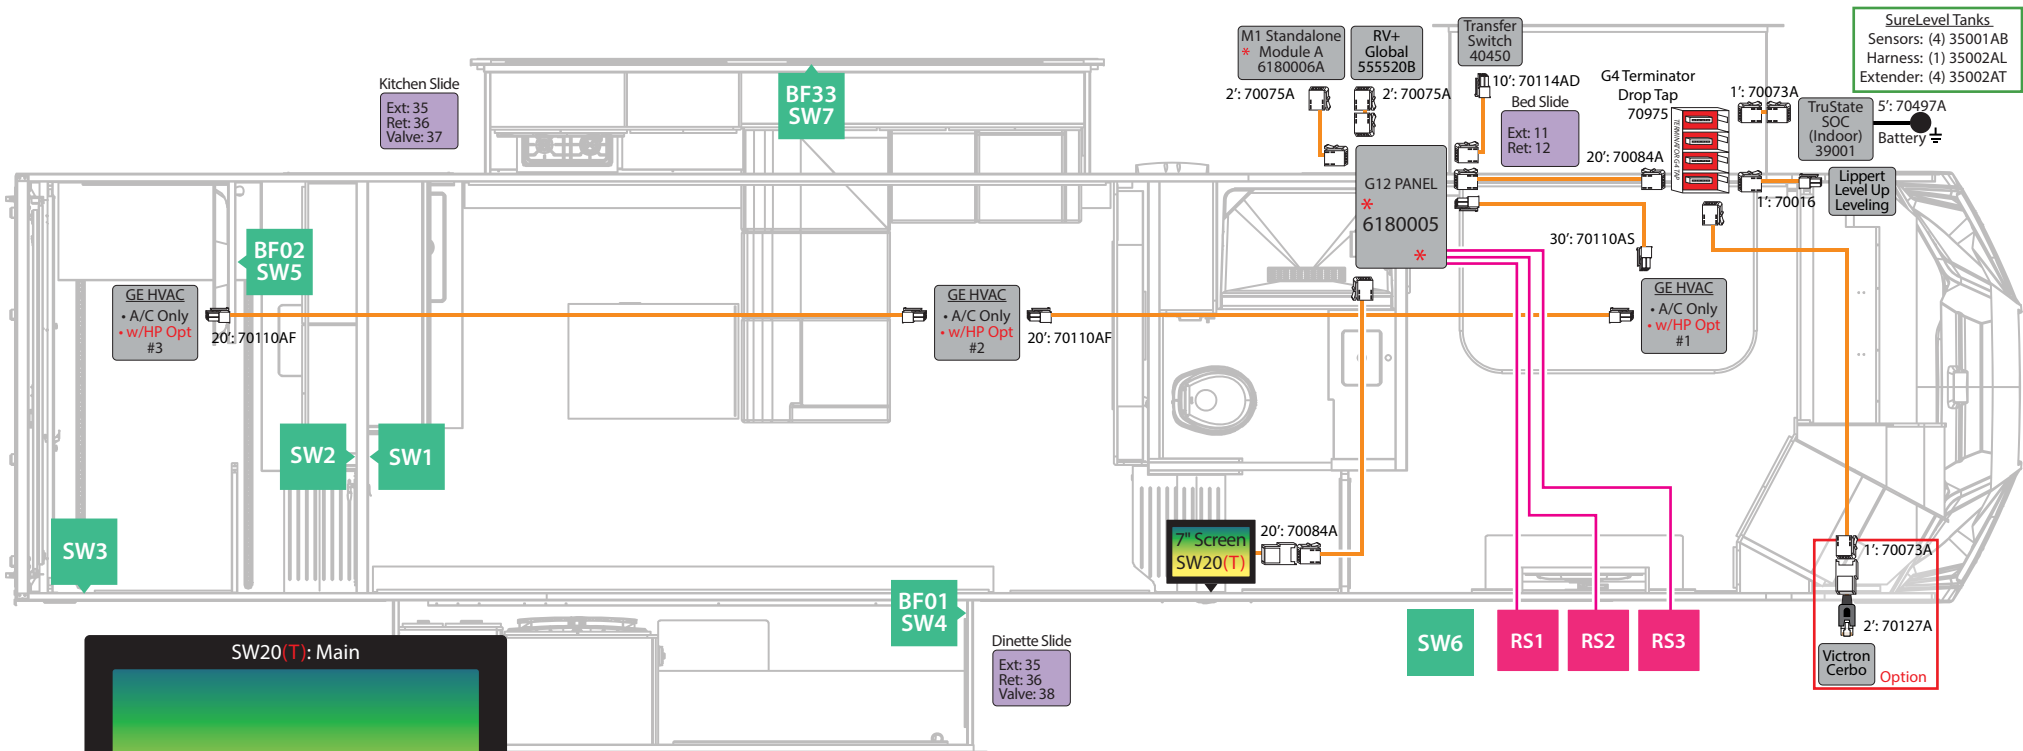 Kitchen Slide
Ext: 35
Ret: 36
Valve: 37
BF33
SW7
M1 Standalone
* Module A
6180006A
RV+
Global
555520B
Transfer
Switch
40450
SureLevel Tanks
Sensors: (4) 35001AB
Harness: (1) 35002AL
Extender: (4) 35002AT
2': 70075A
2': 70075A
10': 70114AD
Bed Slide
Ext: 11
Ret: 12
G4 Terminator
Drop Tap
70975
TERMINATOR G4 TAP
1': 70073A
TruState
SOC
(Indoor)
39001
5': 70497A
Battery
20': 70084A
G12 PANEL
*
6180005
*
1': 70016
Lippert
Level Up
Leveling
30': 70110AS
BF02
SW5
GE HVAC
• A/C Only
• w/HP Opt
#3
20': 70110AF
GE HVAC
• A/C Only
• w/HP Opt
#2
20': 70110AF
GE HVAC
• A/C Only
• w/HP Opt
#1
SW2
SW1
SW3
7" Screen
SW20(T)
20': 70084A
1': 70073A
2': 70127A
Victron
Cerbo
Option
BF01
SW4
Dinette Slide
Ext: 35
Ret: 36
Valve: 38
SW6
RS1
RS2
RS3
SW20(T): Main